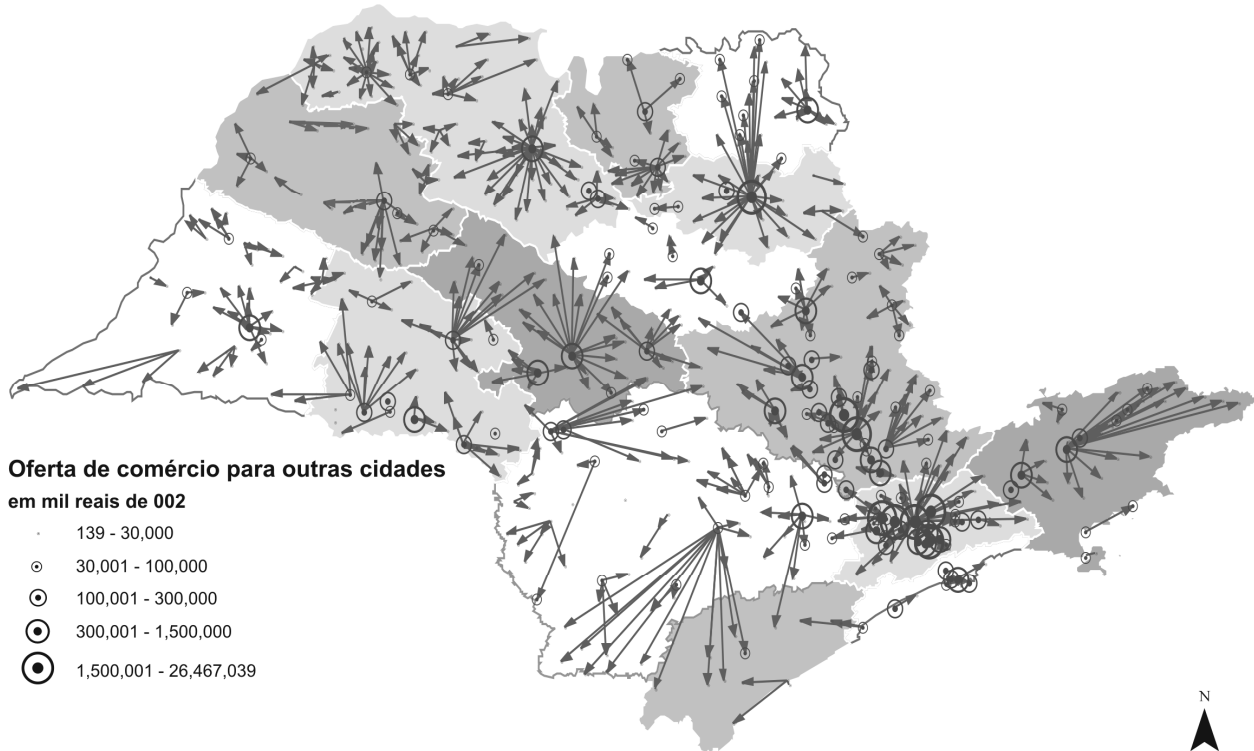 Oferta de comércio para outras cidades
em mil reais de 002
139 - 30,000
30,001 - 100,000
100,001 - 300,000
300,001 - 1,500,000
1,500,001 - 26,467,039
N